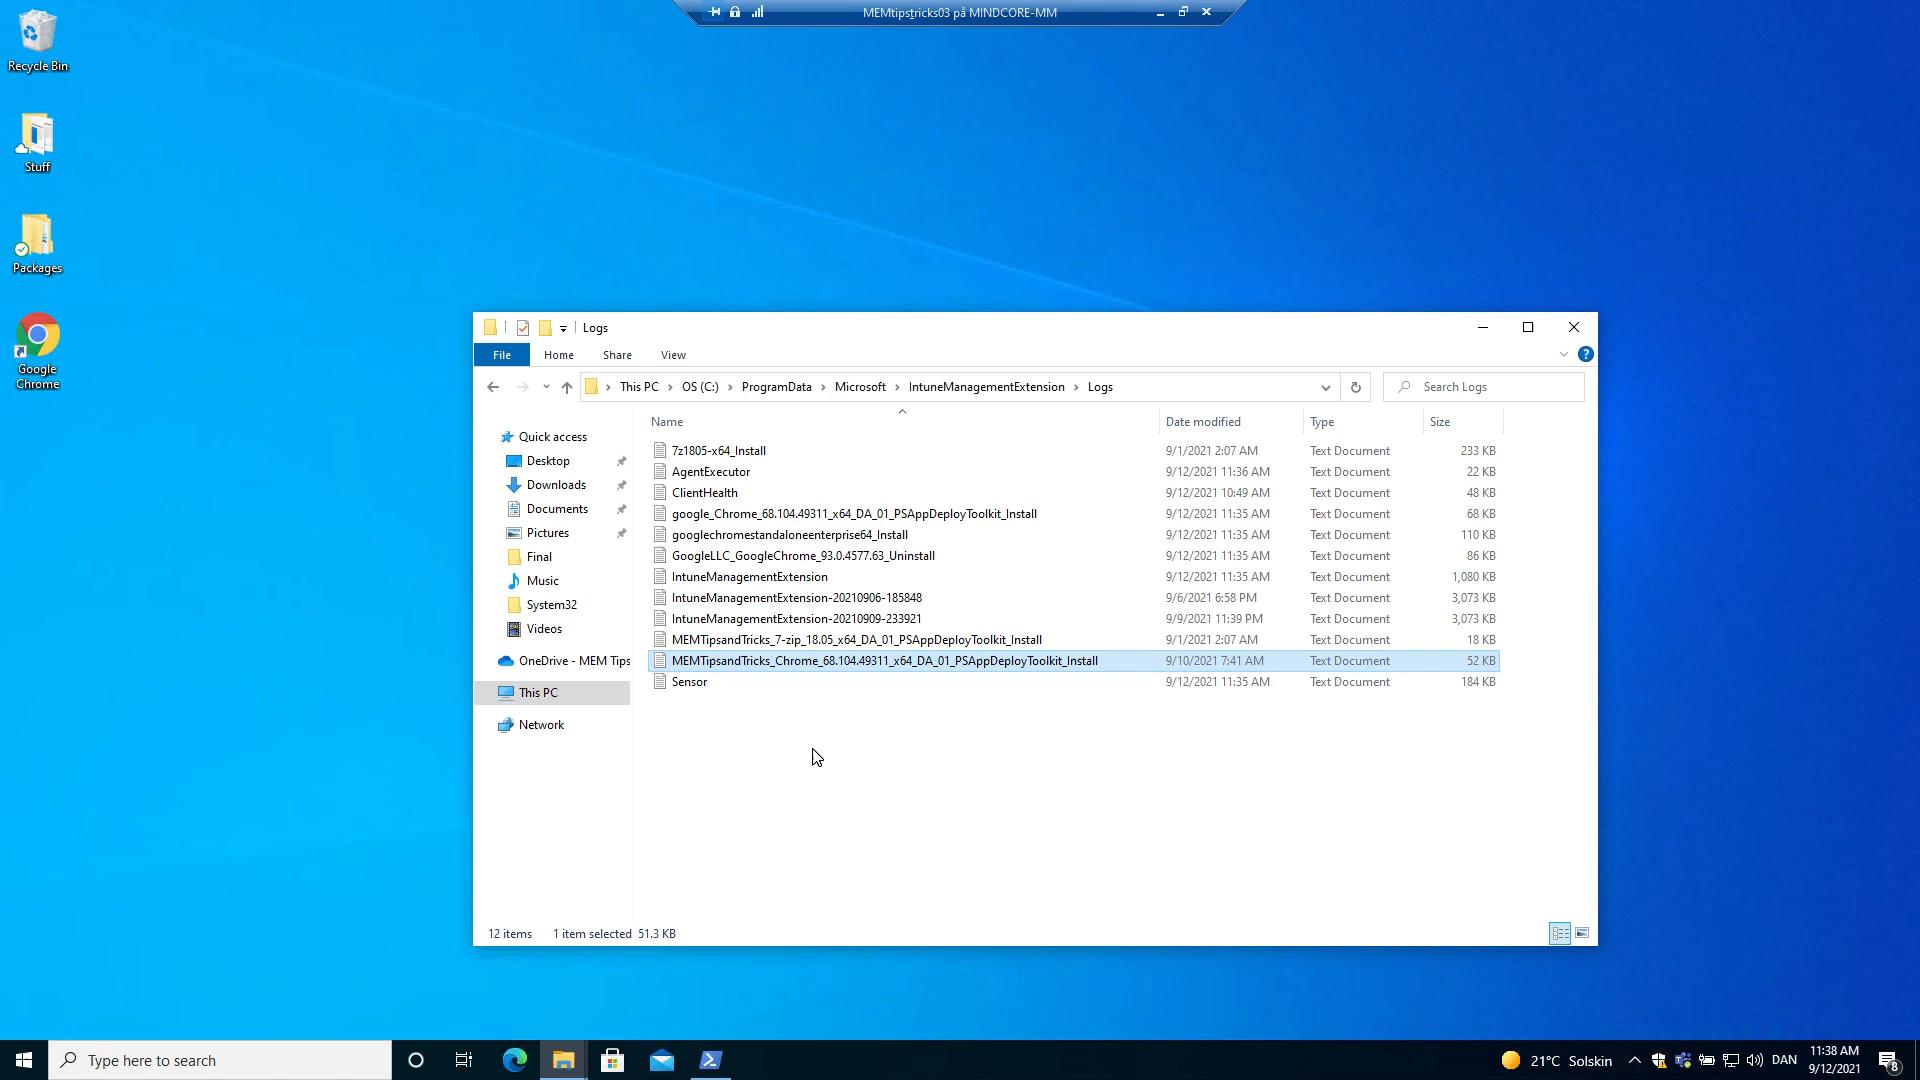 MEMtipstricks03 på MINDCORE-MM
Recycle Bin
Stuff
Packages
Google Chrome
Logs
File Home Share View
This PC > OS (C:) > ProgramData > Microsoft > IntuneManagementExtension > Logs
Search Logs
Name Date modified Type Size
Quick access
Desktop
Downloads
Documents
Pictures
Final
Music
System32
Videos
OneDrive - MEM Tips
This PC
Network
7z1805-x64_Install 9/1/2021 2:07 AM Text Document 233 KB
AgentExecutor 9/12/2021 11:36 AM Text Document 22 KB
ClientHealth 9/12/2021 10:49 AM Text Document 48 KB
google_Chrome_68.104.49311_x64_DA_01_PSAppDeployToolkit_Install 9/12/2021 11:35 AM Text Document 68 KB
googlechromestandaloneenterprise64_Install 9/12/2021 11:35 AM Text Document 110 KB
GoogleLLC_GoogleChrome_93.0.4577.63_Uninstall 9/12/2021 11:35 AM Text Document 86 KB
IntuneManagementExtension 9/12/2021 11:35 AM Text Document 1,080 KB
IntuneManagementExtension-20210906-185848 9/6/2021 6:58 PM Text Document 3,073 KB
IntuneManagementExtension-20210909-233921 9/9/2021 11:39 PM Text Document 3,073 KB
MEMTipsandTricks_7-zip_18.05_x64_DA_01_PSAppDeployToolkit_Install 9/1/2021 2:07 AM Text Document 18 KB
MEMTipsandTricks_Chrome_68.104.49311_x64_DA_01_PSAppDeployToolkit_Install 9/10/2021 7:41 AM Text Document 52 KB
Sensor 9/12/2021 11:35 AM Text Document 184 KB
12 items 1 item selected 51.3 KB
Type here to search
21°C Solskin
DAN
11:38 AM
9/12/2021
8